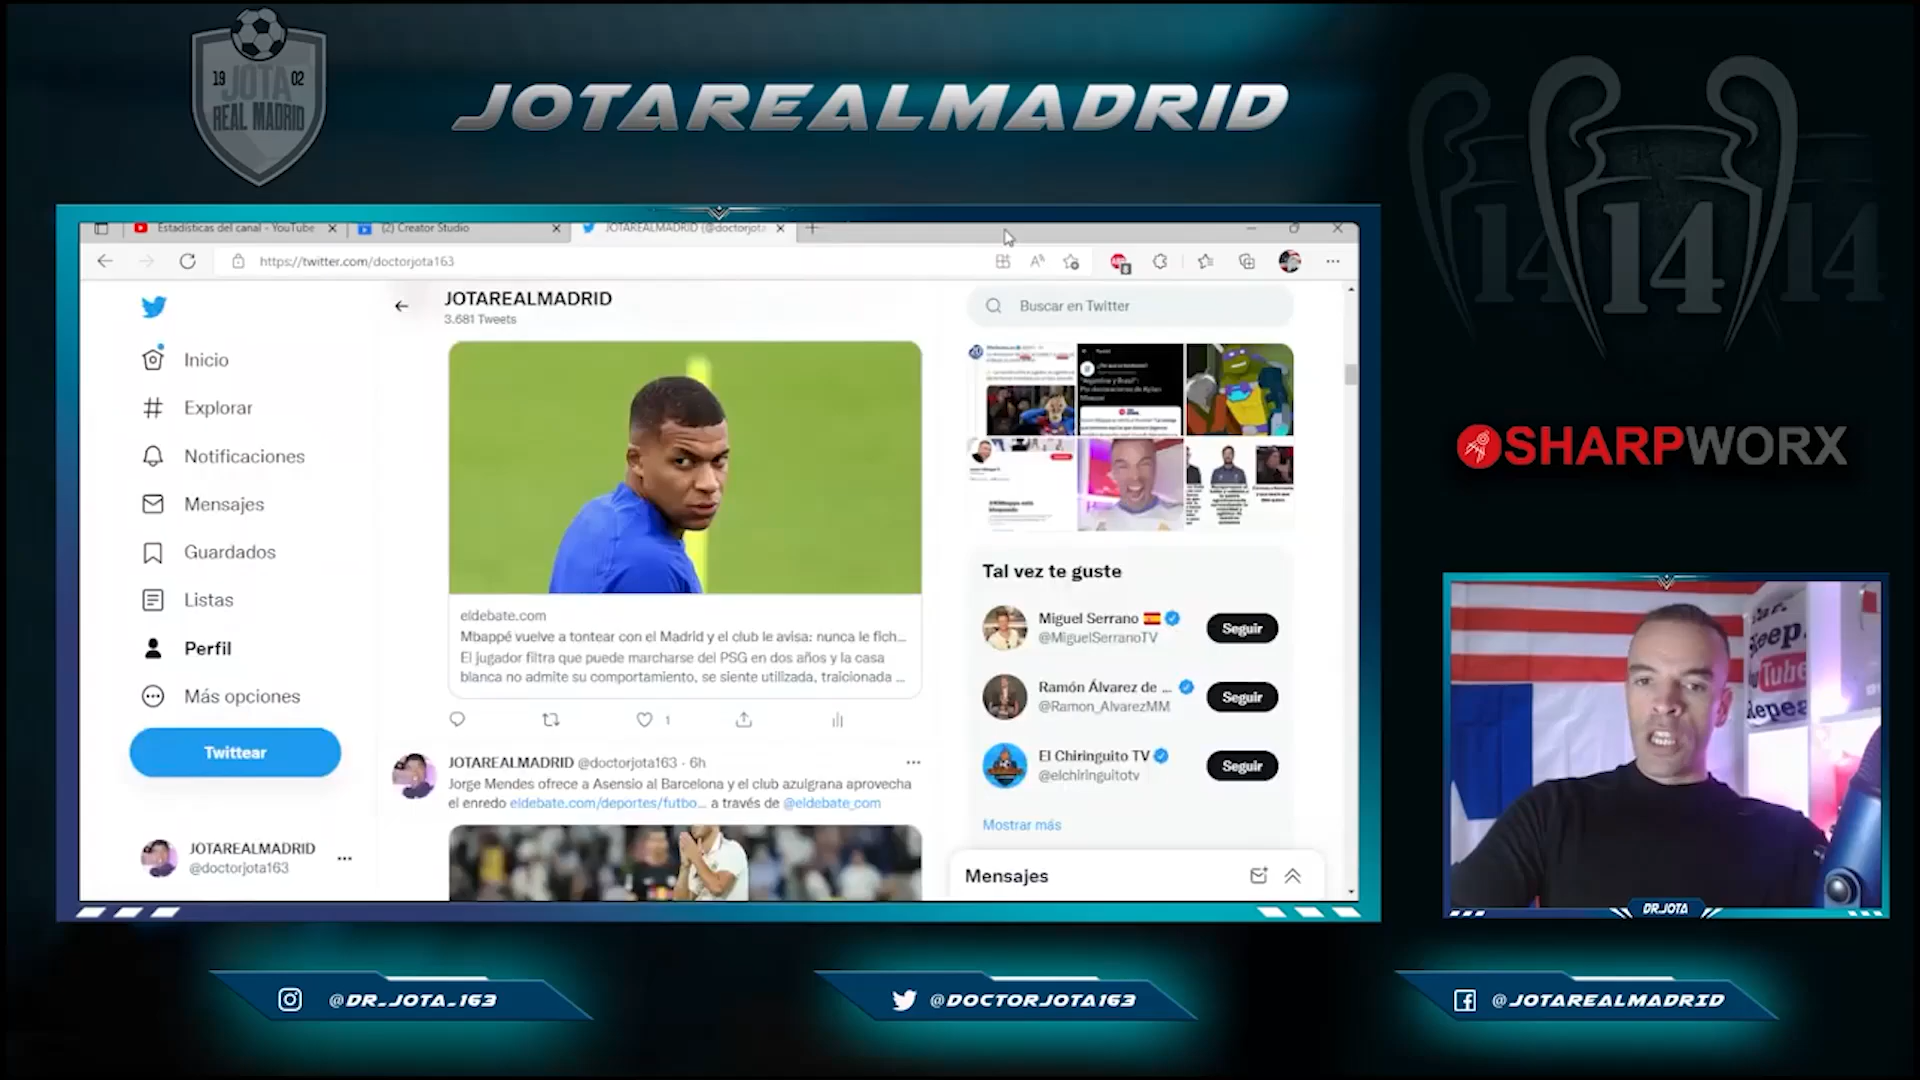 19 JOTA 02
REAL MADRID
JOTAREALMADRID
14 14 14
Estadísticas del canal - YouTube
(2) Creator Studio
JOTAREALMADRID (@doctorjota
https://twitter.com/doctorjota163
JOTAREALMADRID
3.681 Tweets
Buscar en Twitter
Inicio
Explorar
Notificaciones
Mensajes
Guardados
Listas
Perfil
Más opciones
Twittear
JOTAREALMADRID
@doctorjota163
eldebate.com
Mbappé vuelve a tontear con el Madrid y el club le avisa: nunca le fich...
El jugador filtra que puede marcharse del PSG en dos años y la casa
blanca no admite su comportamiento, se siente utilizada, traicionada ...
1
JOTAREALMADRID @doctorjota163 · 6h
Jorge Mendes ofrece a Asensio al Barcelona y el club azulgrana aprovecha
el enredo eldebate.com/deportes/futbo... a través de @eldebate_com
Tal vez te guste
Miguel Serrano
@MiguelSerranoTV
Seguir
Ramón Álvarez de ...
@Ramon_AlvarezMM
Seguir
El Chiringuito TV
@elchiringuitotv
Seguir
Mostrar más
Mensajes
SHARPWORX
Keep
Tube
DR.JOTA
@DR_JOTA_163
@DOCTORJOTA163
@JOTAREALMADRID